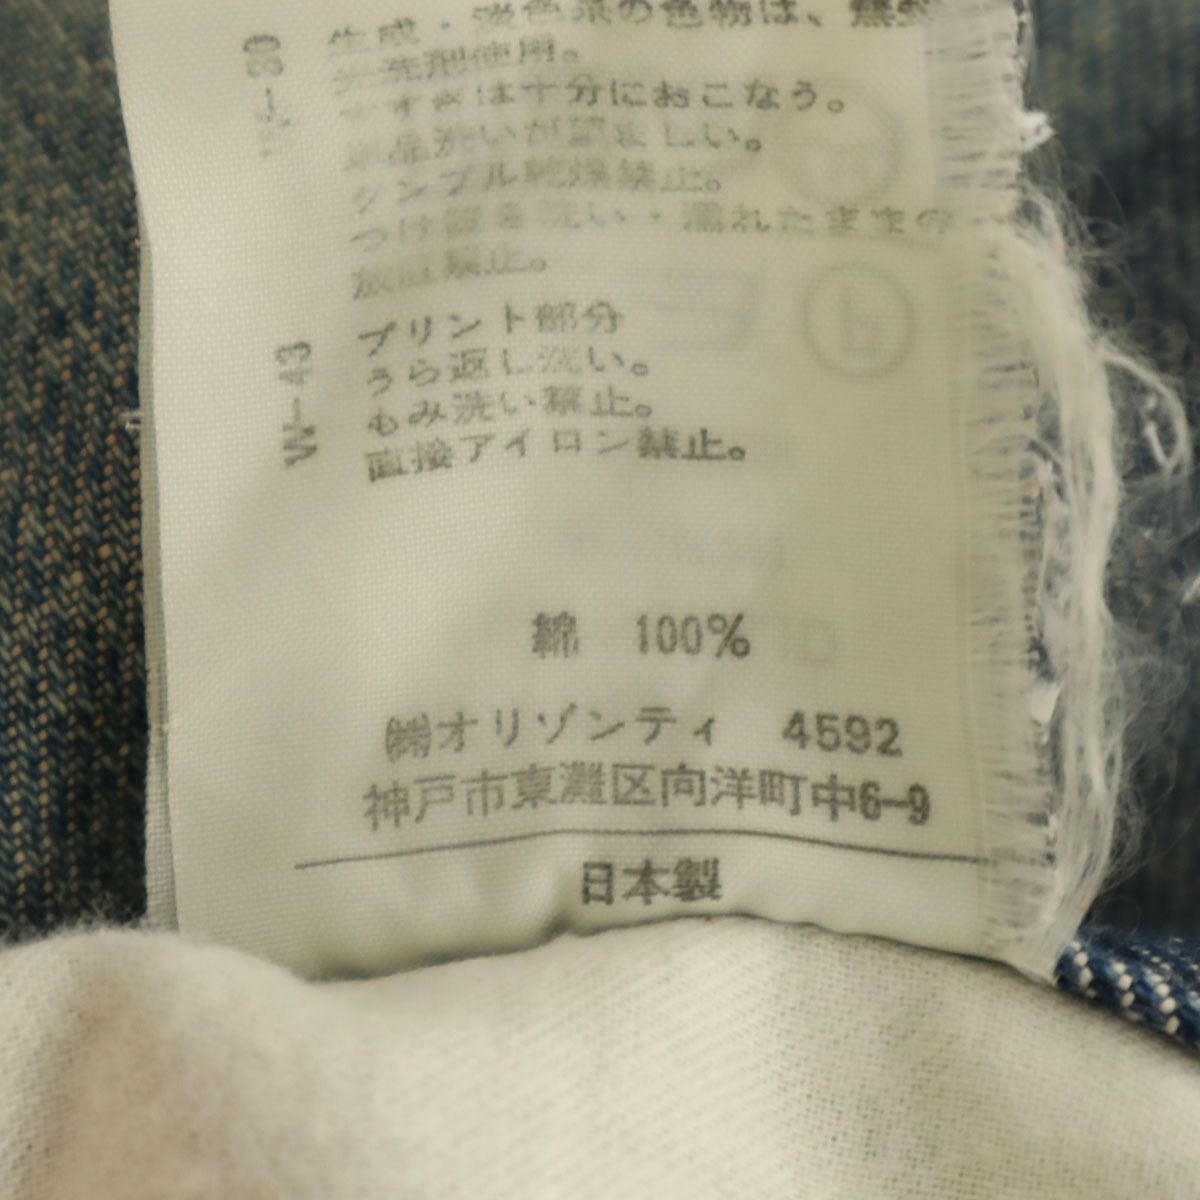 生成・淡色系の色物は、無蛍
光洗剤使用。
すすぎは十分におこなう。
単品洗いが望ましい。
タンブル乾燥禁止。
つけ置き洗い・濡れたままの
放置禁止。
W-30
プリント部分
うら返し洗い。
もみ洗い禁止。
直接アイロン禁止。
W-43
綿 100%
㈱オリゾンティ 4592
神戸市東灘区向洋町中6-9
日本製